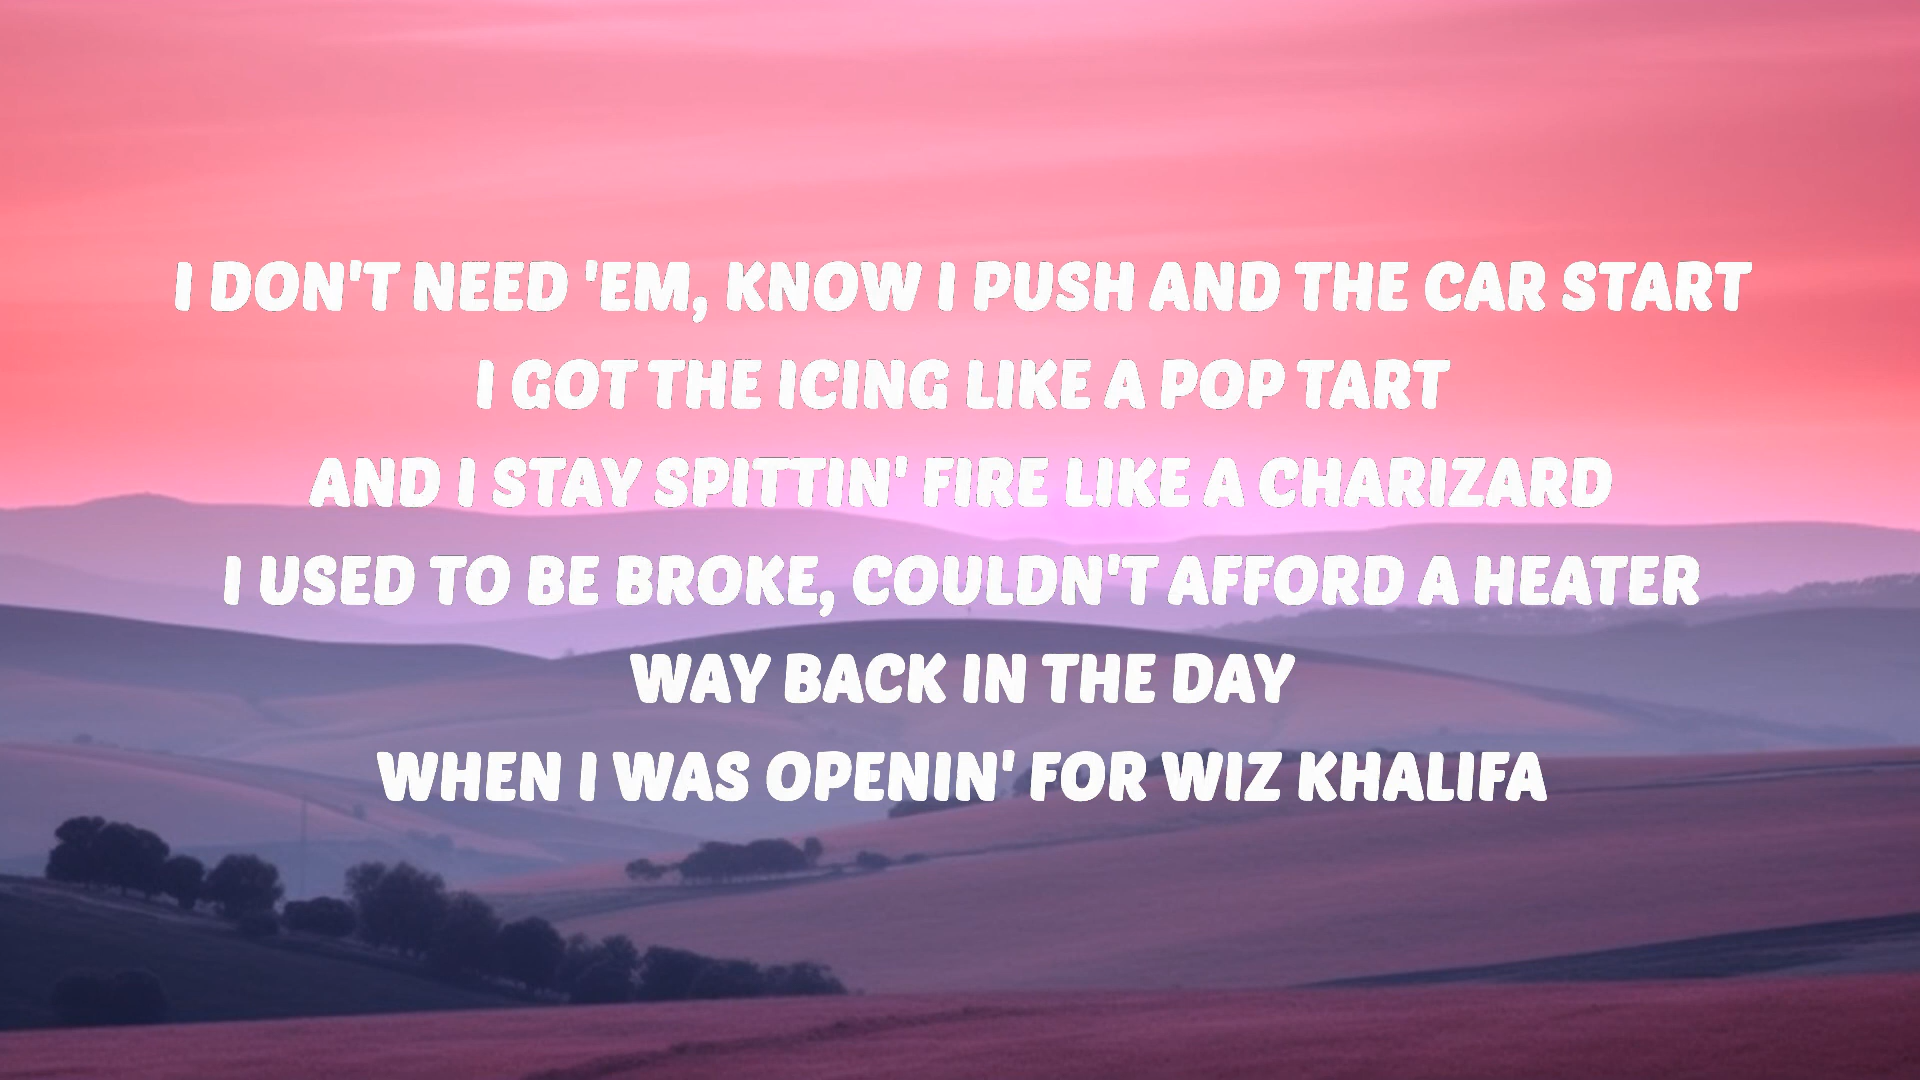 I DON'T NEED 'EM, KNOW I PUSH AND THE CAR START
I GOT THE ICING LIKE A POP TART
AND I STAY SPITTIN' FIRE LIKE A CHARIZARD
I USED TO BE BROKE, COULDN'T AFFORD A HEATER
WAY BACK IN THE DAY
WHEN I WAS OPENIN' FOR WIZ KHALIFA